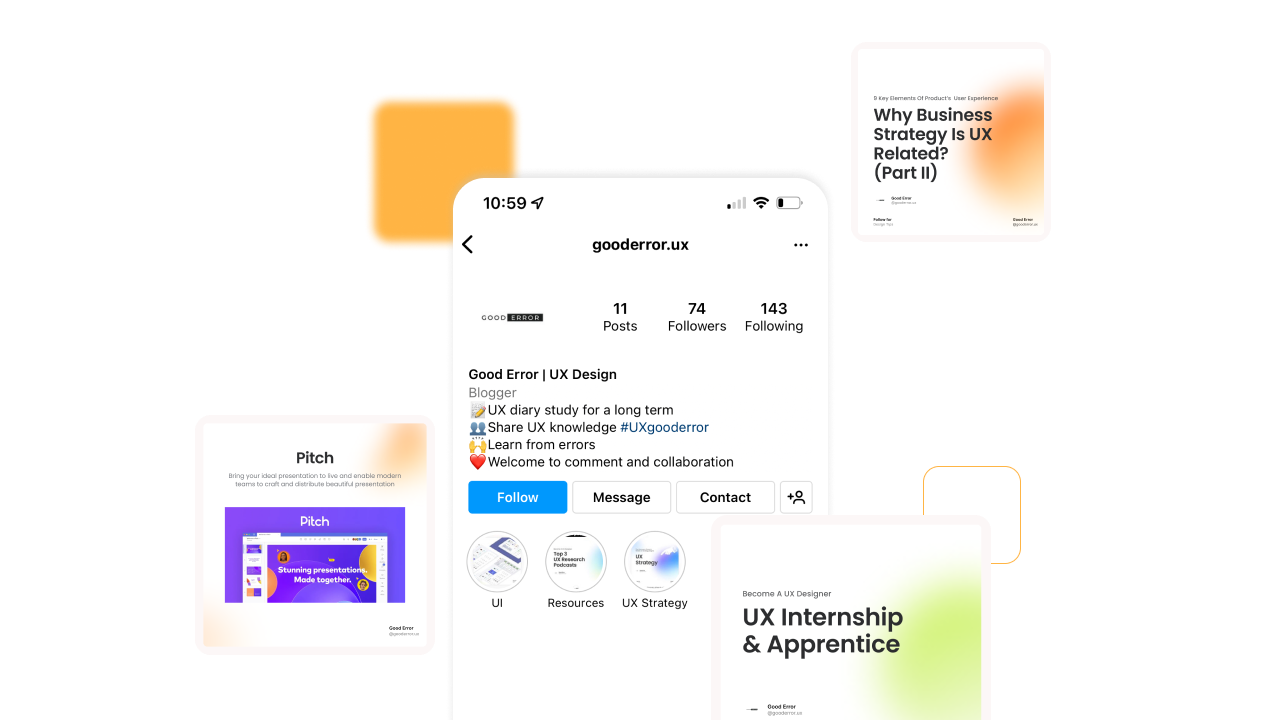 9 Key Elements Of Product's User Experience
Why Business
Strategy Is UX
Related?
(Part II)
Good Error
@gooderror.ux
Follow for
Design Tips
Good Error
@gooderror.ux
10:59
gooderror.ux
GOOD ERROR
11
Posts
74
Followers
143
Following
Good Error | UX Design
Blogger
📝UX diary study for a long term
👥Share UX knowledge #UXgooderror
🙌Learn from errors
❤️Welcome to comment and collaboration
Follow
Message
Contact
Top 3
UX Research
Podcasts
UX
Strategy
UI
Resources
UX Strategy
Pitch
Bring your ideal presentation to live and enable modern
teams to craft and distribute beautiful presentation
Pitch
Stunning presentations.
Made together.
Good Error
@gooderror.ux
Become A UX Designer
UX Internship
& Apprentice
Good Error
@gooderror.ux